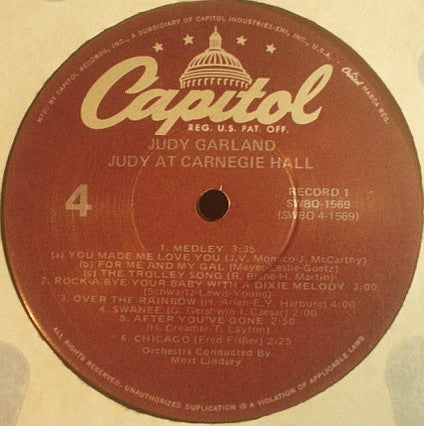 MFD. BY CAPITOL RECORDS, INC., A SUBSIDIARY OF CAPITOL INDUSTRIES-EMI, INC., U.S.A.
Capitol MARCA REG.
Capitol
REG. U.S. PAT. OFF.
JUDY GARLAND
JUDY AT CARNEGIE HALL
4
RECORD 1
SWBO-1569
(SWBO 4-1569)
1. MEDLEY 3:35
(a) YOU MADE ME LOVE YOU (J.V. Monaco-J. McCarthy)
(b) FOR ME AND MY GAL (Meyer-Leslie-Goetz)
(c) THE TROLLEY SONG (R. Blane-H. Martin)
2. ROCK-A-BYE YOUR BABY WITH A DIXIE MELODY 3:00
(Schwartz-Lewis-Young)
3. OVER THE RAINBOW (H. Arlen-E.Y. Harburg) 4:35
4. SWANEE (G. Gershwin-I. Caesar) 2:00
5. AFTER YOU'VE GONE 2:50
(H. Creamer-T. Layton)
6. CHICAGO (Fred Fisher) 2:25
Orchestra Conducted By
Mort Lindsey
ALL RIGHTS RESERVED. UNAUTHORIZED DUPLICATION IS A VIOLATION OF APPLICABLE LAWS